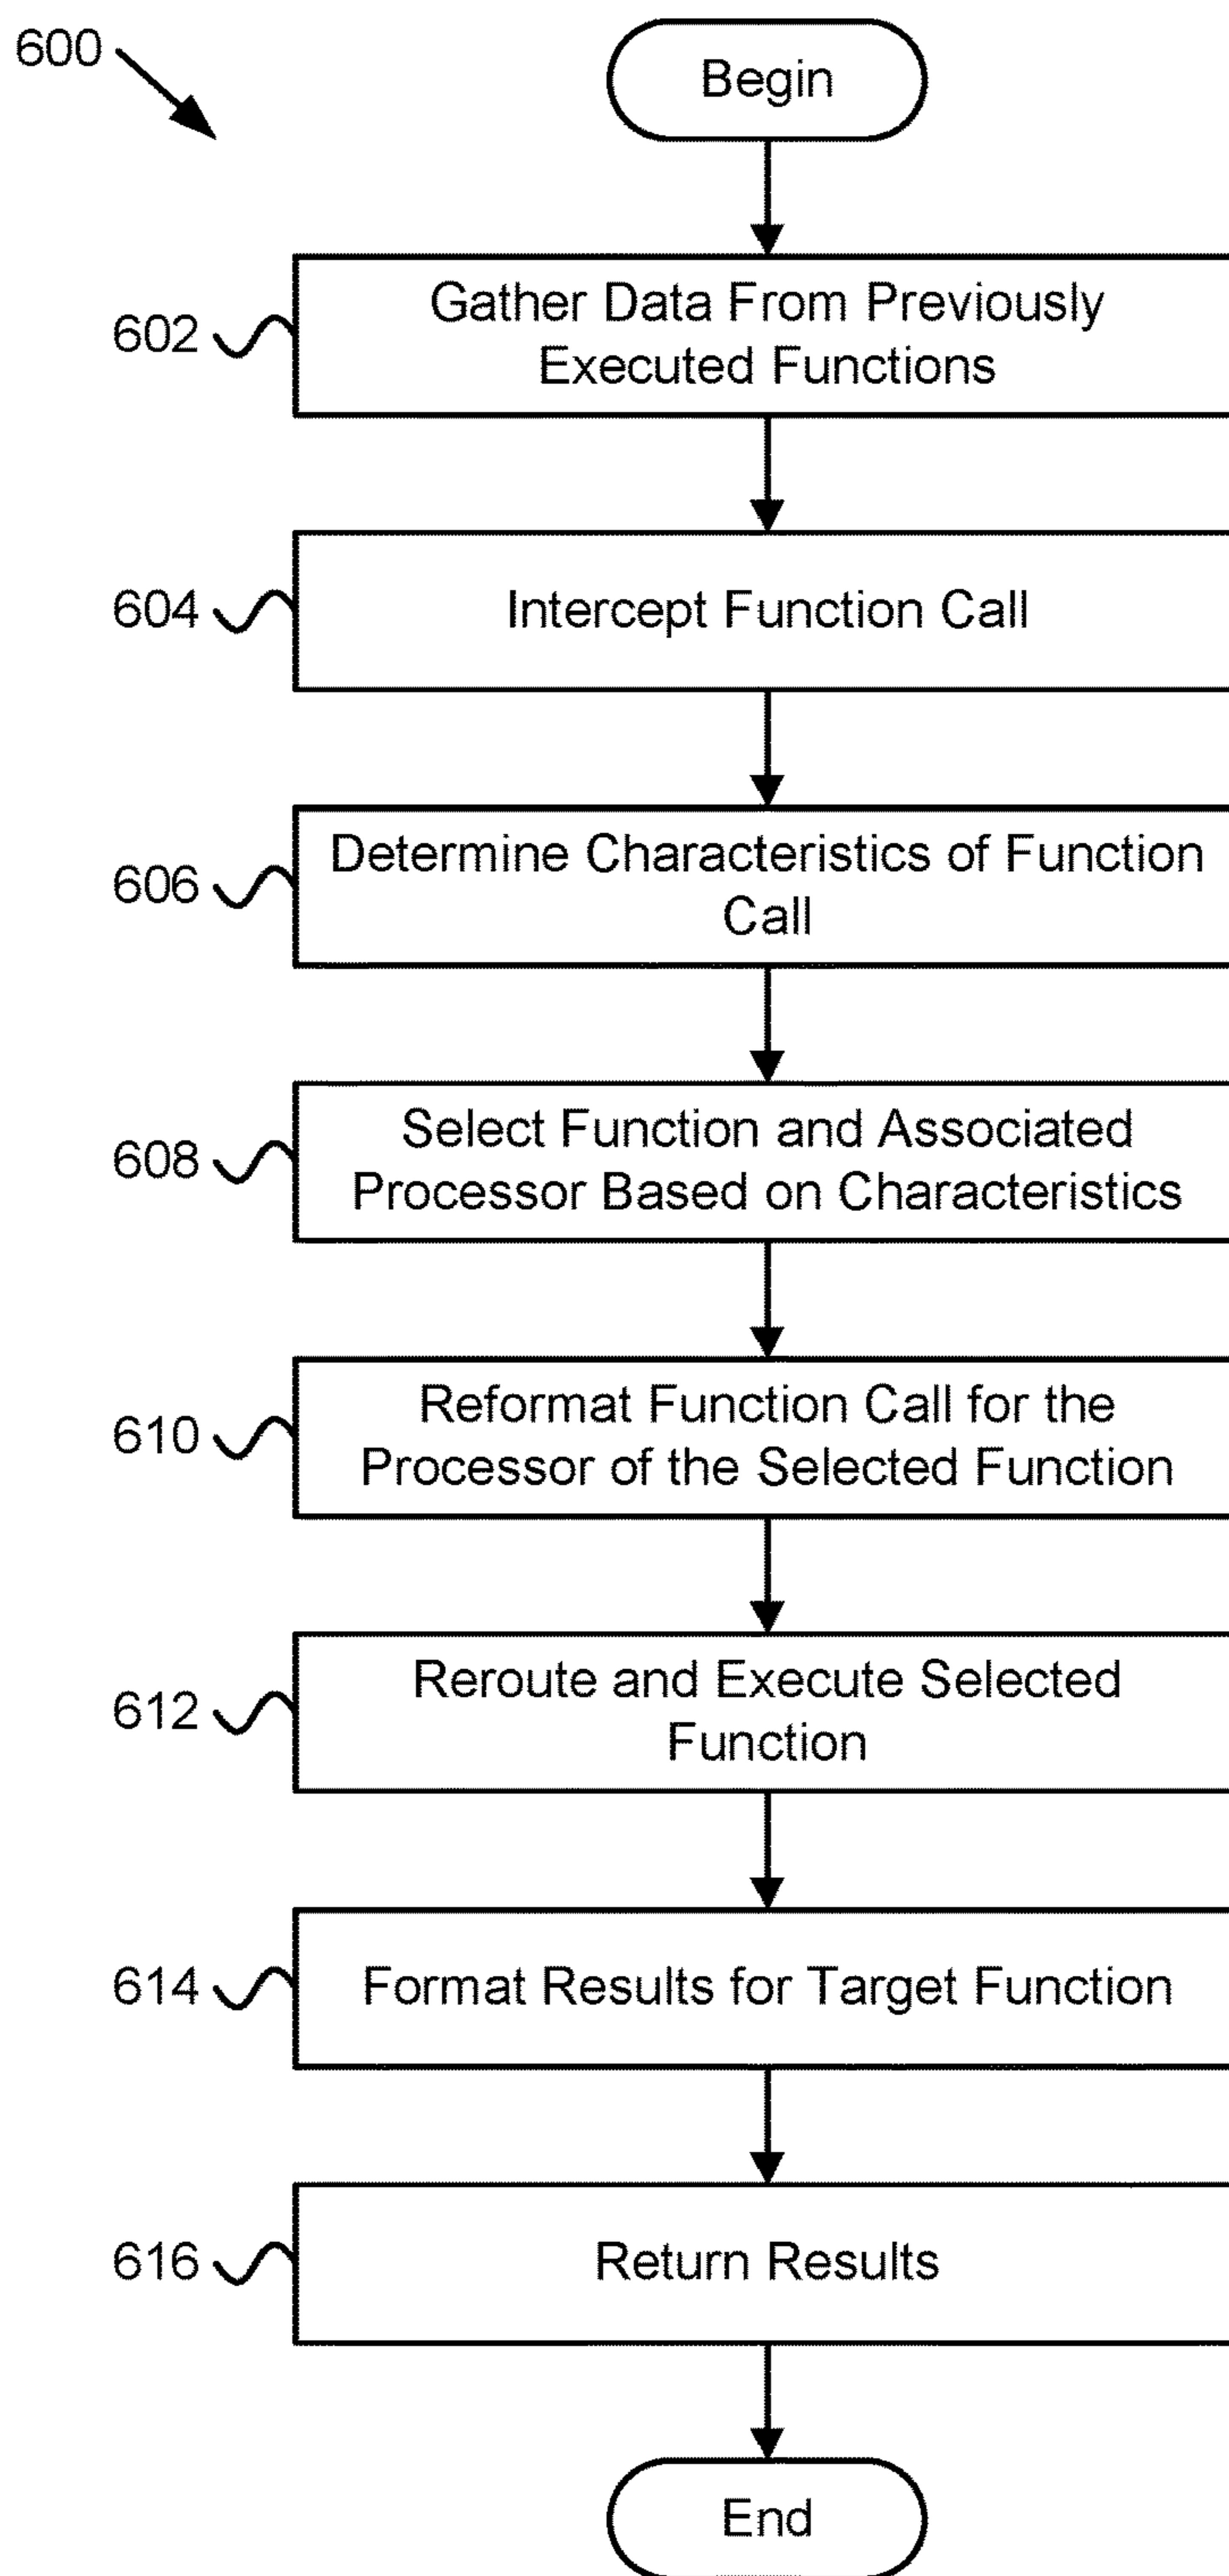 600
Begin
602
Gather Data From Previously
Executed Functions
604
Intercept Function Call
606
Determine Characteristics of Function
Call
608
Select Function and Associated
Processor Based on Characteristics
610
Reformat Function Call for the
Processor of the Selected Function
612
Reroute and Execute Selected
Function
614
Format Results for Target Function
616
Return Results
End